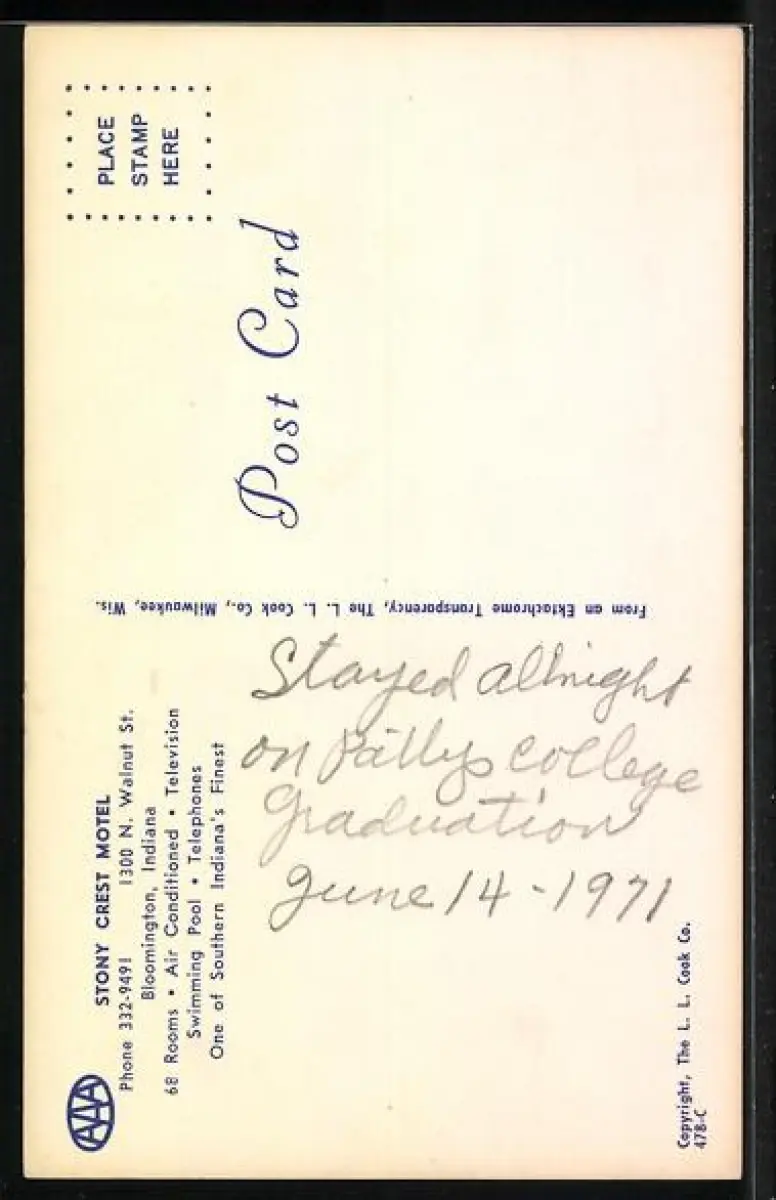 AAA
STONY CREST MOTEL
Phone 332-9491 1300 N. Walnut St.
Bloomington, Indiana
68 Rooms • Air Conditioned • Television
Swimming Pool • Telephones
One of Southern Indiana's Finest
PLACE
STAMP
HERE
Post Card
From an Ektachrome Transparency, The L. L. Cook Co., Milwaukee, Wis.
Stayed allnight
on Pattys college
Graduation
June 14 - 1971
Copyright, The L. L. Cook Co.
478-C